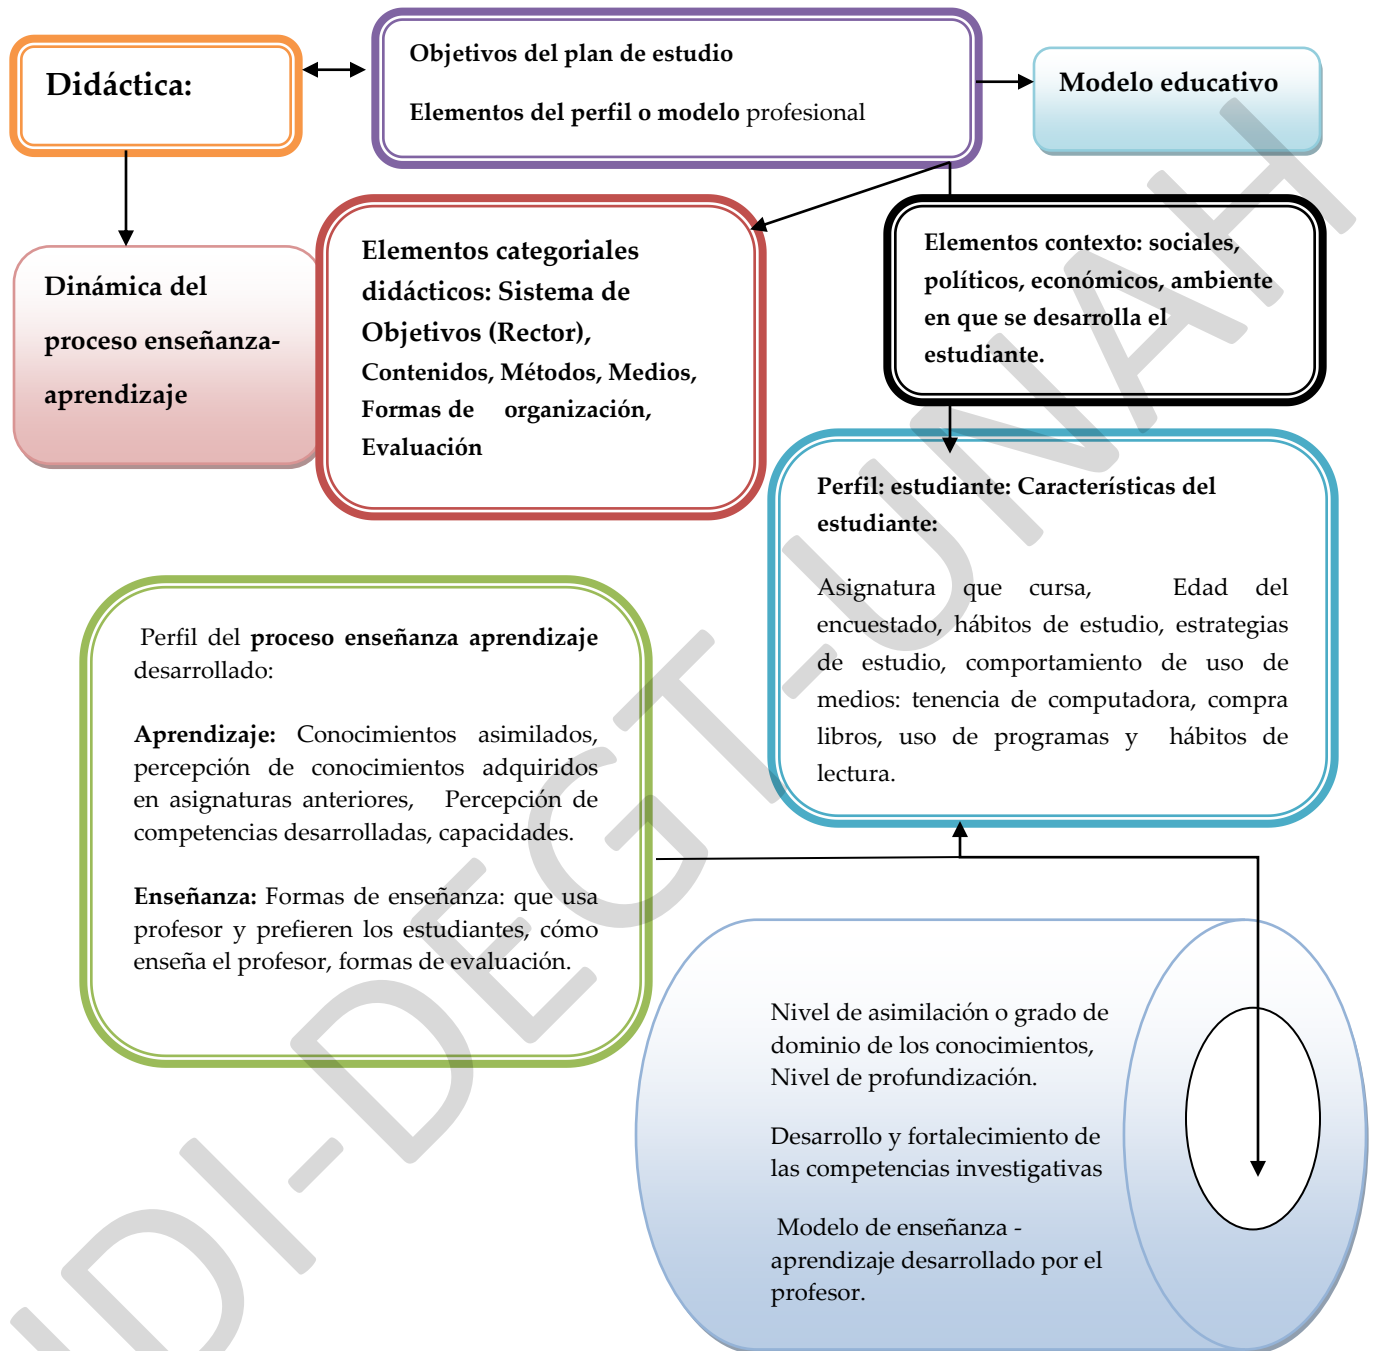 Didáctica:
Objetivos del plan de estudio
Elementos del perfil o modelo profesional
Modelo educativo
Dinámica del
proceso enseñanza-
aprendizaje
Elementos categoriales
didácticos: Sistema de
Objetivos (Rector),
Contenidos, Métodos, Medios,
Formas de organización,
Evaluación
Elementos contexto: sociales,
políticos, económicos, ambiente
en que se desarrolla el
estudiante.
Perfil: estudiante: Características del
estudiante:
Asignatura que cursa, Edad del
encuestado, hábitos de estudio, estrategias
de estudio, comportamiento de uso de
medios: tenencia de computadora, compra
libros, uso de programas y hábitos de
lectura.
Perfil del proceso enseñanza aprendizaje
desarrollado:
Aprendizaje: Conocimientos asimilados,
percepción de conocimientos adquiridos
en asignaturas anteriores, Percepción de
competencias desarrolladas, capacidades.
Enseñanza: Formas de enseñanza: que usa
profesor y prefieren los estudiantes, cómo
enseña el profesor, formas de evaluación.
Nivel de asimilación o grado de
dominio de los conocimientos,
Nivel de profundización.
Desarrollo y fortalecimiento de
las competencias investigativas
Modelo de enseñanza -
aprendizaje desarrollado por el
profesor.
DI-DEGT-UNAH